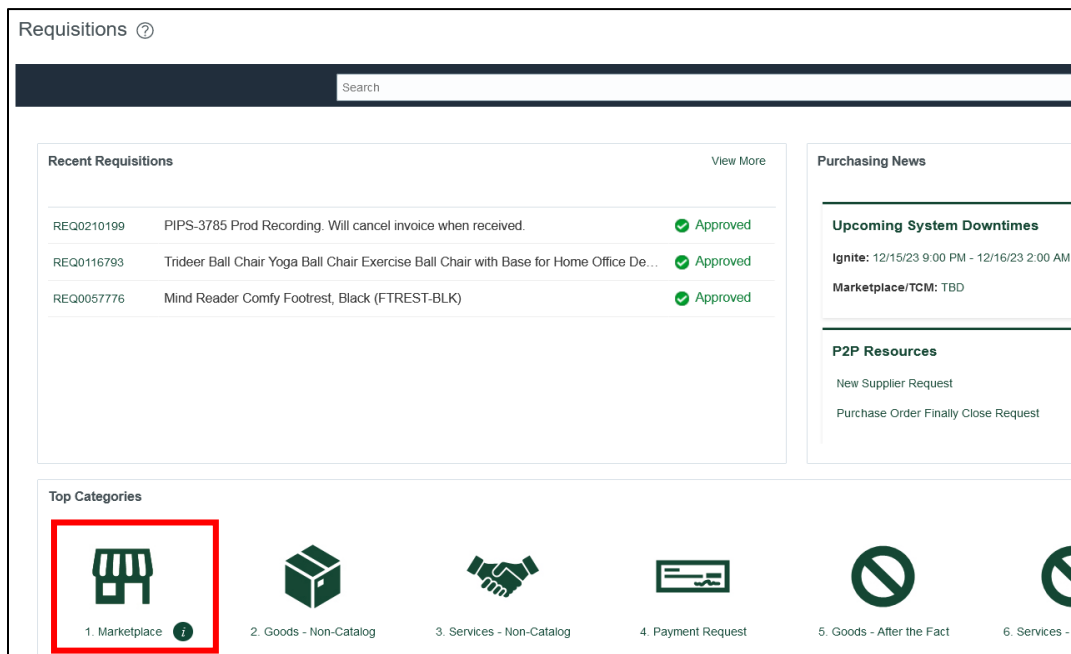 Requisitions ?
Search
Recent Requisitions
View More
REQ0210199 PIPS-3785 Prod Recording. Will cancel invoice when received. Approved
REQ0116793 Trideer Ball Chair Yoga Ball Chair Exercise Ball Chair with Base for Home Office De... Approved
REQ0057776 Mind Reader Comfy Footrest, Black (FTREST-BLK) Approved
Purchasing News
Upcoming System Downtimes
Ignite: 12/15/23 9:00 PM - 12/16/23 2:00 AM
Marketplace/TCM: TBD
P2P Resources
New Supplier Request
Purchase Order Finally Close Request
Top Categories
1. Marketplace i
2. Goods - Non-Catalog
3. Services - Non-Catalog
4. Payment Request
5. Goods - After the Fact
6. Services -